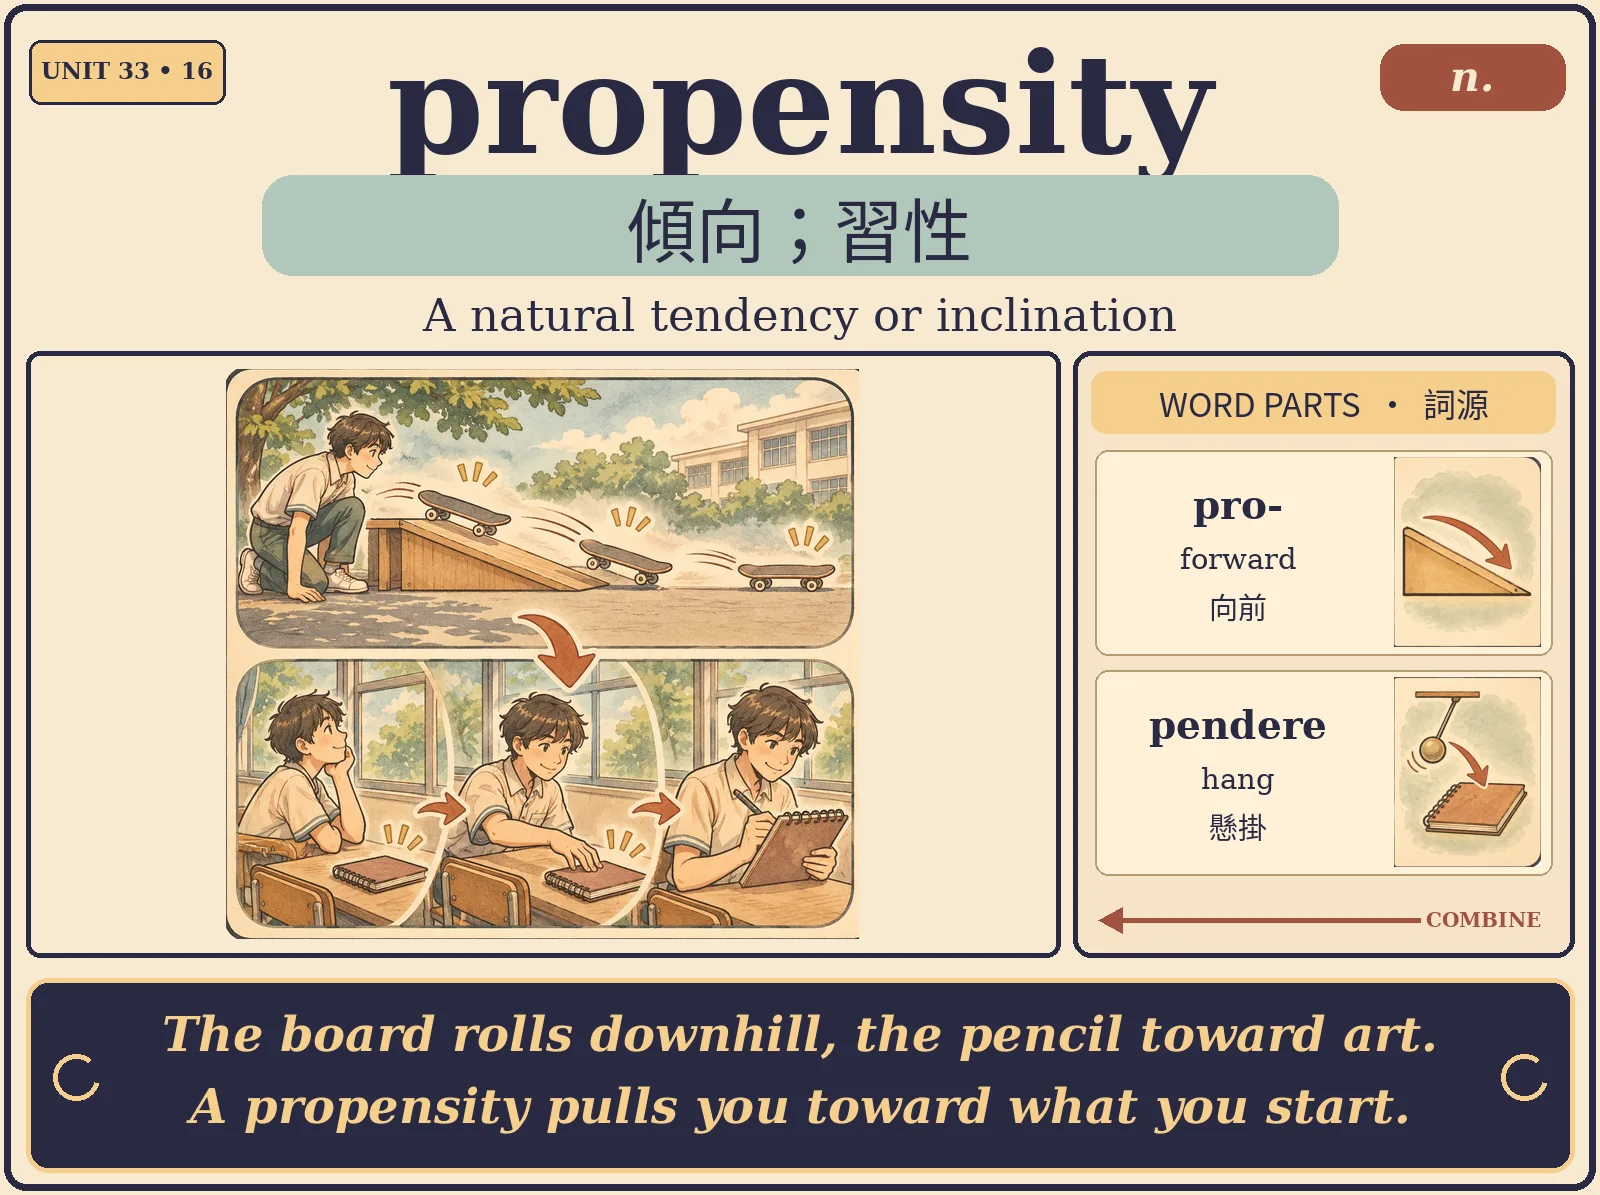 UNIT 33 • 16
propensity
n.
傾向；習性
A natural tendency or inclination
WORD PARTS ・ 詞源
pro-
forward
向前
pendere
hang
懸掛
COMBINE
The board rolls downhill, the pencil toward art.
A propensity pulls you toward what you start.